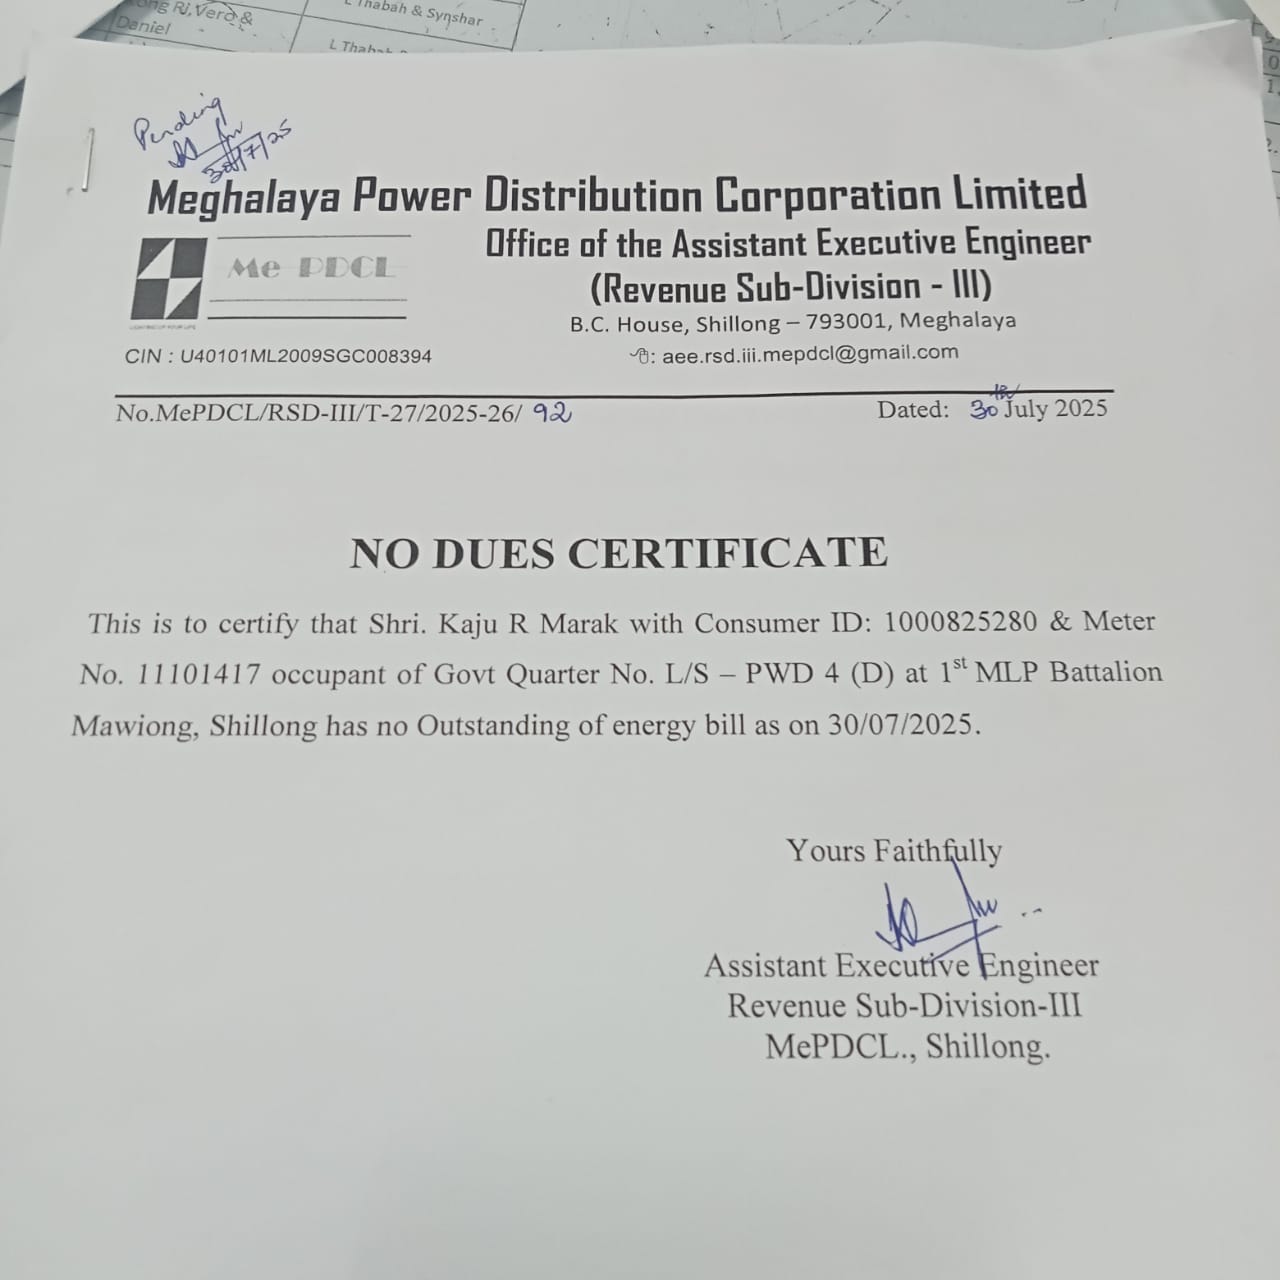 Daniel
L Thabah & Synshar
Pending
30/7/25
Meghalaya Power Distribution Corporation Limited
Office of the Assistant Executive Engineer
(Revenue Sub-Division - III)
Me PDCL
B.C. House, Shillong – 793001, Meghalaya
CIN : U40101ML2009SGC008394
: aee.rsd.iii.mepdcl@gmail.com
No.MePDCL/RSD-III/T-27/2025-26/ 92
Dated: 30th July 2025
NO DUES CERTIFICATE
This is to certify that Shri. Kaju R Marak with Consumer ID: 1000825280 & Meter
No. 11101417 occupant of Govt Quarter No. L/S – PWD 4 (D) at 1st MLP Battalion
Mawiong, Shillong has no Outstanding of energy bill as on 30/07/2025.
Yours Faithfully
Assistant Executive Engineer
Revenue Sub-Division-III
MePDCL., Shillong.